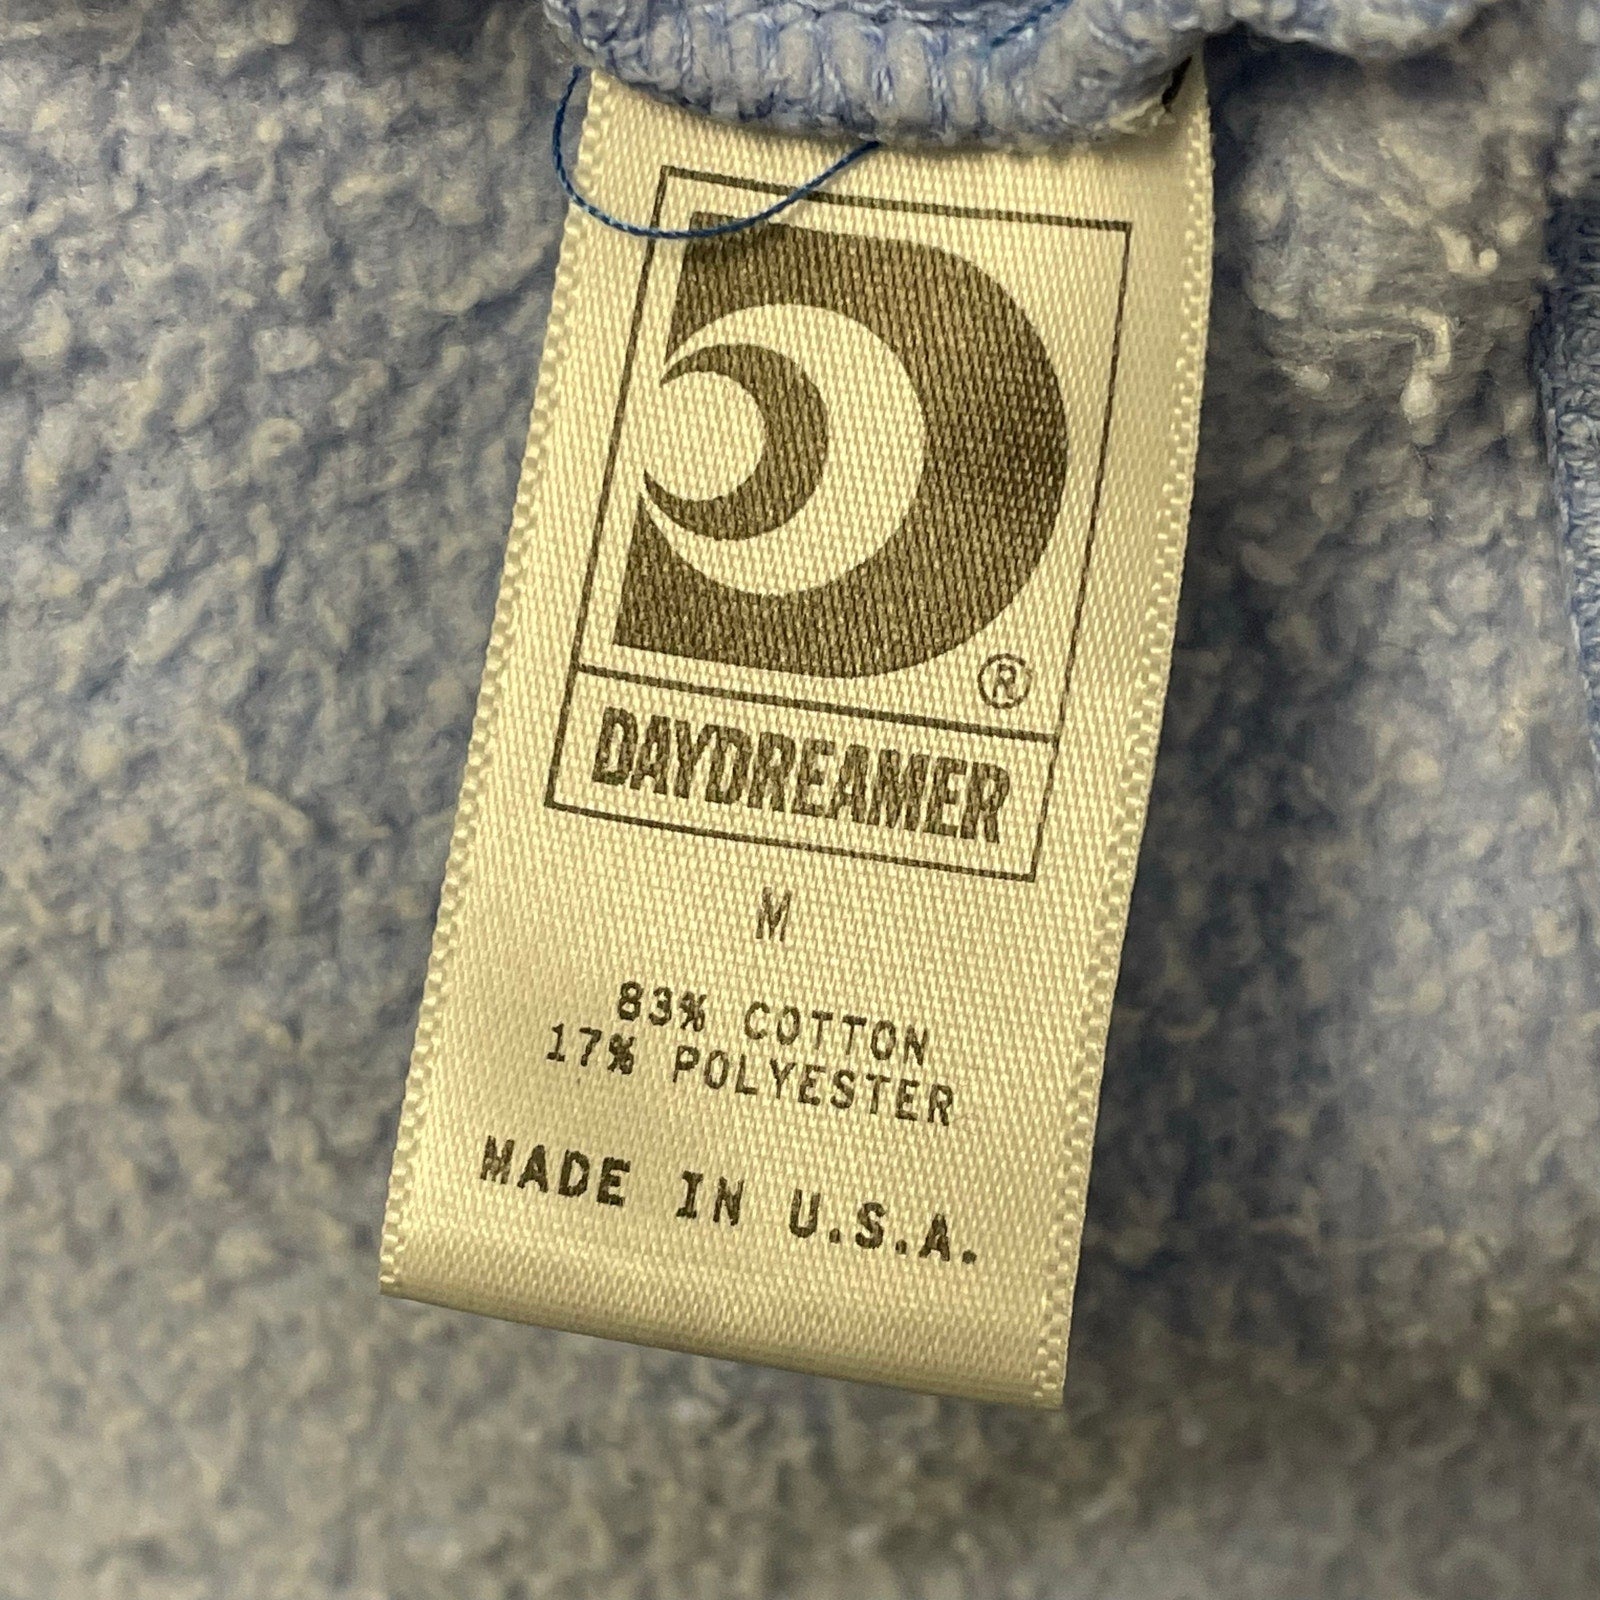 ®
DAYDREAMER
M
83% COTTON
17% POLYESTER
MADE IN U.S.A.